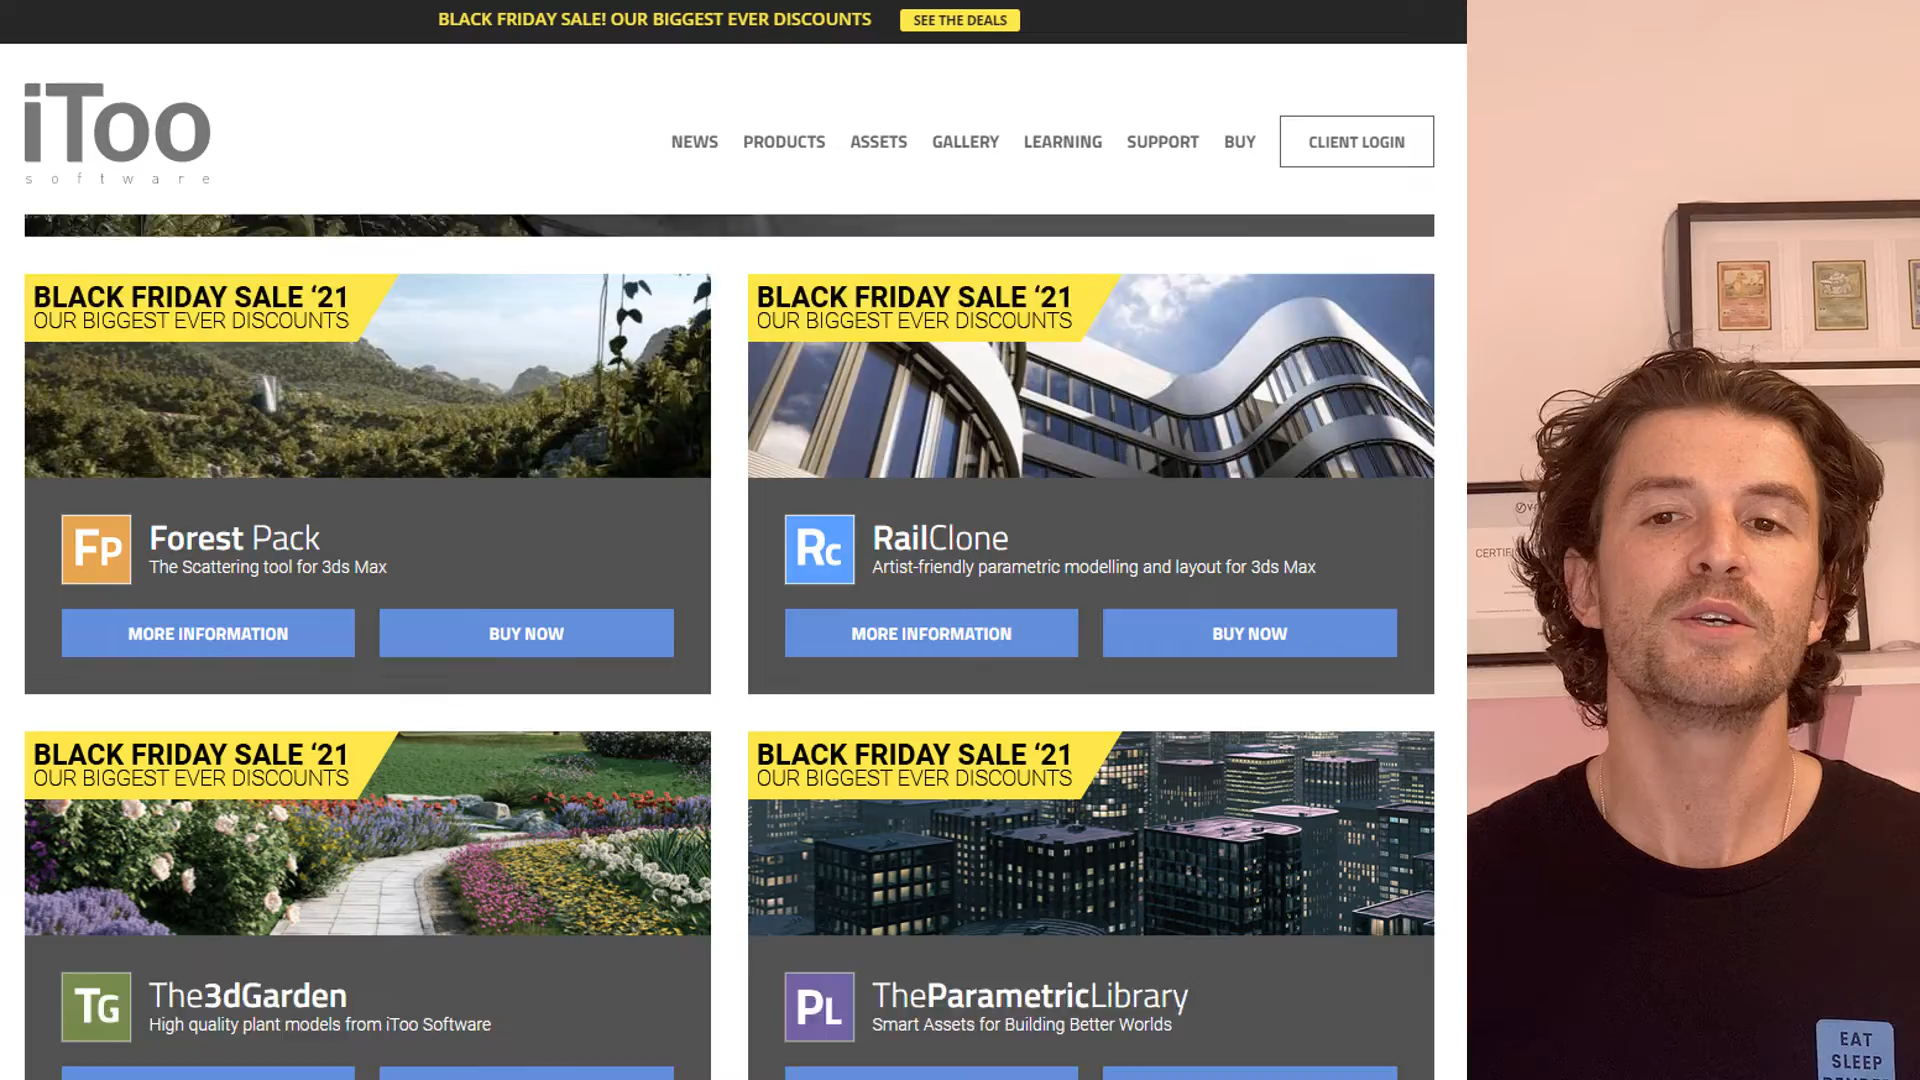 BLACK FRIDAY SALE! OUR BIGGEST EVER DISCOUNTS
SEE THE DEALS
iToo
software
NEWS
PRODUCTS
ASSETS
GALLERY
LEARNING
SUPPORT
BUY
CLIENT LOGIN
BLACK FRIDAY SALE ‘21
OUR BIGGEST EVER DISCOUNTS
FP
Forest Pack
The Scattering tool for 3ds Max
MORE INFORMATION
BUY NOW
BLACK FRIDAY SALE ‘21
OUR BIGGEST EVER DISCOUNTS
Rc
RailClone
Artist-friendly parametric modelling and layout for 3ds Max
MORE INFORMATION
BUY NOW
BLACK FRIDAY SALE ‘21
OUR BIGGEST EVER DISCOUNTS
TG
The3dGarden
High quality plant models from iToo Software
BLACK FRIDAY SALE ‘21
OUR BIGGEST EVER DISCOUNTS
PL
TheParametricLibrary
Smart Assets for Building Better Worlds
EAT
SLEEP